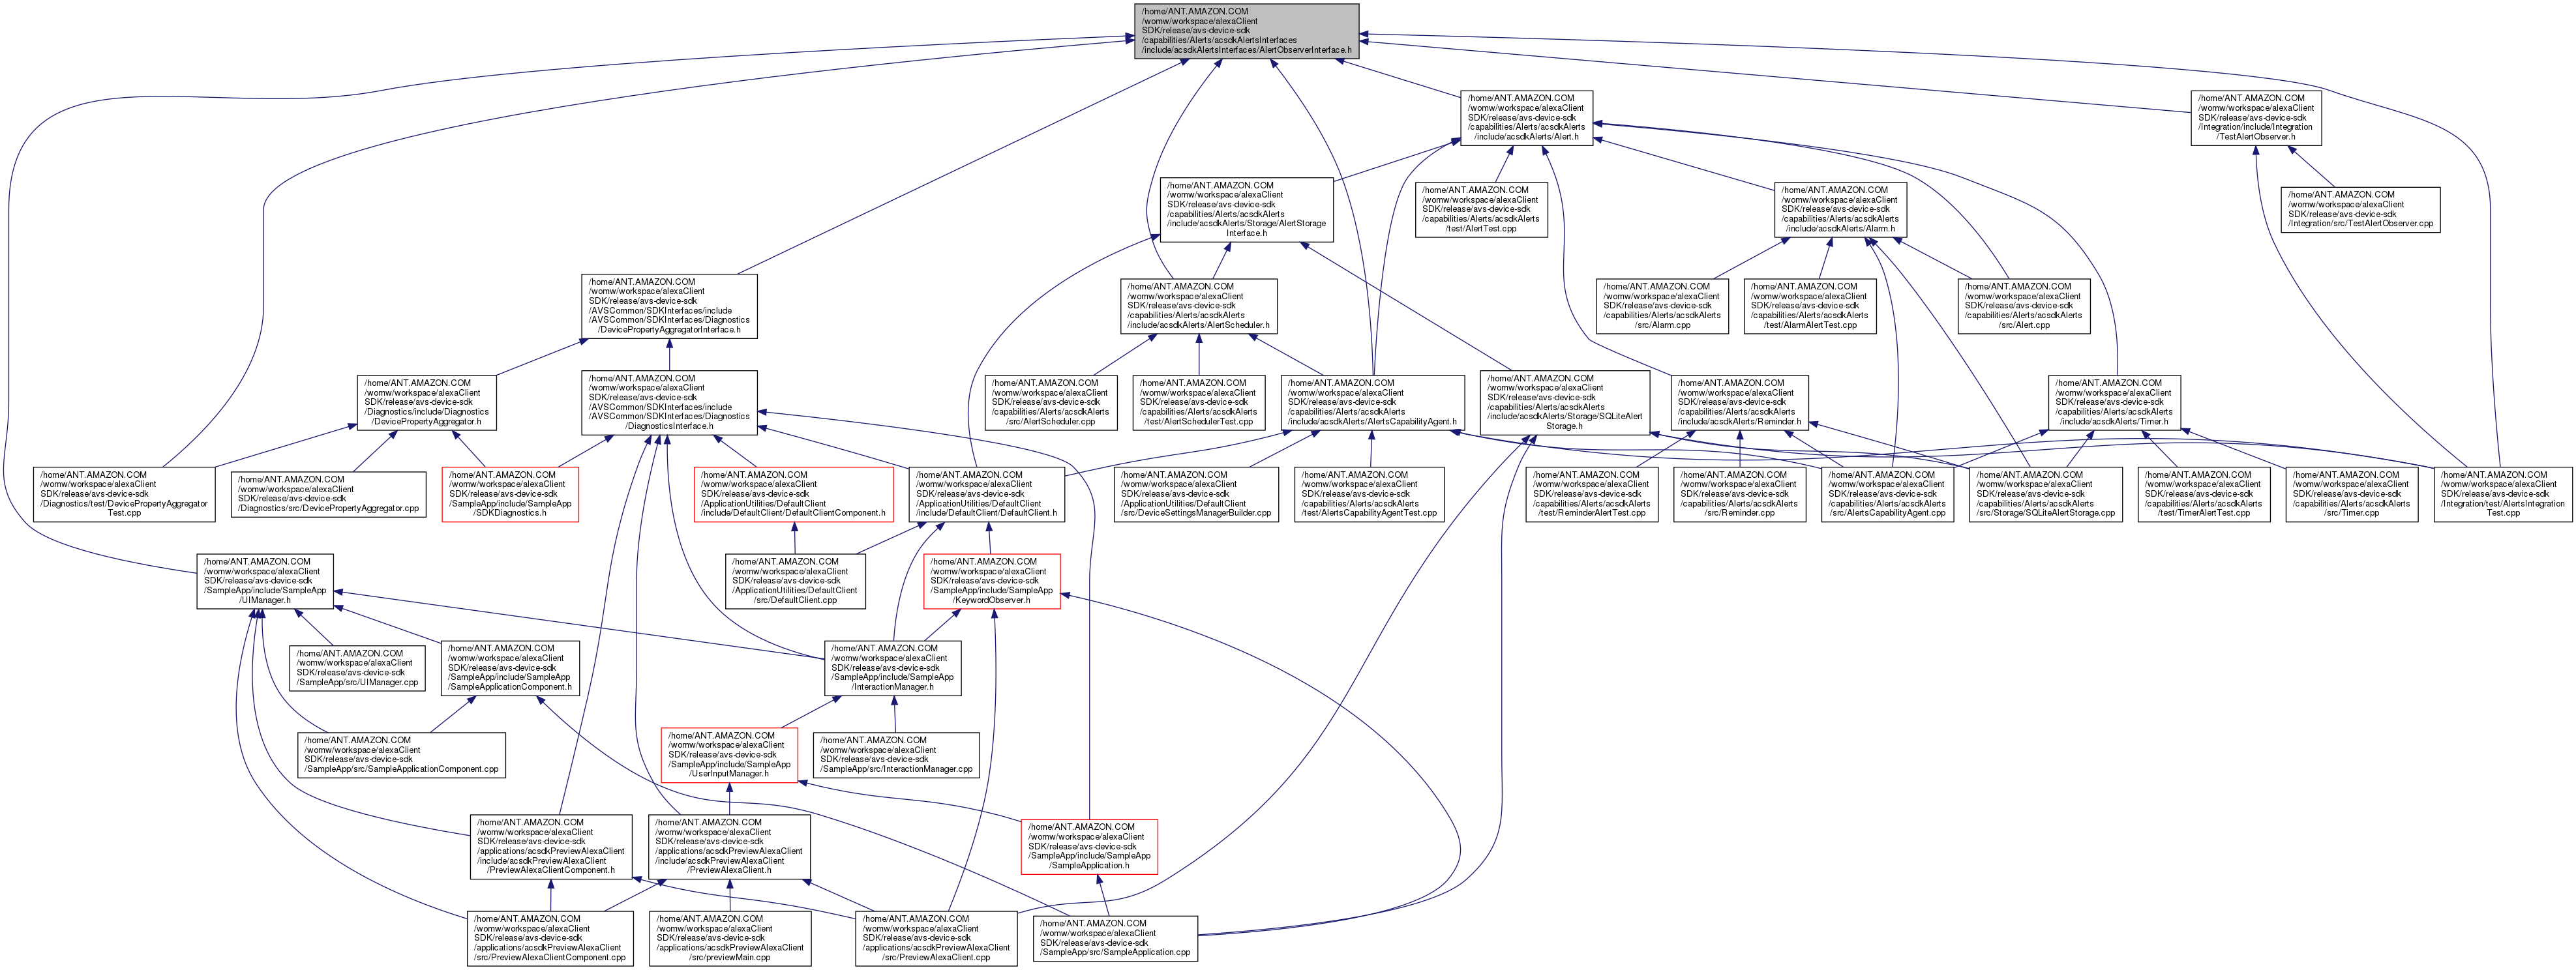 /home/ANT.AMAZON.COM
/womw/workspace/alexaClient
SDK/release/avs-device-sdk
/capabilities/Alerts/acsdkAlertsInterfaces
/include/acsdkAlertsInterfaces/AlertObserverInterface.h
/home/ANT.AMAZON.COM
/womw/workspace/alexaClient
SDK/release/avs-device-sdk
/capabilities/Alerts/acsdkAlerts
/include/acsdkAlerts/Alert.h
/home/ANT.AMAZON.COM
/womw/workspace/alexaClient
SDK/release/avs-device-sdk
/Integration/include/Integration
/TestAlertObserver.h
/home/ANT.AMAZON.COM
/womw/workspace/alexaClient
SDK/release/avs-device-sdk
/capabilities/Alerts/acsdkAlerts
/include/acsdkAlerts/Storage/AlertStorage
Interface.h
/home/ANT.AMAZON.COM
/womw/workspace/alexaClient
SDK/release/avs-device-sdk
/capabilities/Alerts/acsdkAlerts
/test/AlertTest.cpp
/home/ANT.AMAZON.COM
/womw/workspace/alexaClient
SDK/release/avs-device-sdk
/capabilities/Alerts/acsdkAlerts
/include/acsdkAlerts/Alarm.h
/home/ANT.AMAZON.COM
/womw/workspace/alexaClient
SDK/release/avs-device-sdk
/Integration/src/TestAlertObserver.cpp
/home/ANT.AMAZON.COM
/womw/workspace/alexaClient
SDK/release/avs-device-sdk
/AVSCommon/SDKInterfaces/include
/AVSCommon/SDKInterfaces/Diagnostics
/DevicePropertyAggregatorInterface.h
/home/ANT.AMAZON.COM
/womw/workspace/alexaClient
SDK/release/avs-device-sdk
/capabilities/Alerts/acsdkAlerts
/include/acsdkAlerts/AlertScheduler.h
/home/ANT.AMAZON.COM
/womw/workspace/alexaClient
SDK/release/avs-device-sdk
/capabilities/Alerts/acsdkAlerts
/src/Alarm.cpp
/home/ANT.AMAZON.COM
/womw/workspace/alexaClient
SDK/release/avs-device-sdk
/capabilities/Alerts/acsdkAlerts
/test/AlarmAlertTest.cpp
/home/ANT.AMAZON.COM
/womw/workspace/alexaClient
SDK/release/avs-device-sdk
/capabilities/Alerts/acsdkAlerts
/src/Alert.cpp
/home/ANT.AMAZON.COM
/womw/workspace/alexaClient
SDK/release/avs-device-sdk
/Diagnostics/include/Diagnostics
/DevicePropertyAggregator.h
/home/ANT.AMAZON.COM
/womw/workspace/alexaClient
SDK/release/avs-device-sdk
/AVSCommon/SDKInterfaces/include
/AVSCommon/SDKInterfaces/Diagnostics
/DiagnosticsInterface.h
/home/ANT.AMAZON.COM
/womw/workspace/alexaClient
SDK/release/avs-device-sdk
/capabilities/Alerts/acsdkAlerts
/src/AlertScheduler.cpp
/home/ANT.AMAZON.COM
/womw/workspace/alexaClient
SDK/release/avs-device-sdk
/capabilities/Alerts/acsdkAlerts
/test/AlertSchedulerTest.cpp
/home/ANT.AMAZON.COM
/womw/workspace/alexaClient
SDK/release/avs-device-sdk
/capabilities/Alerts/acsdkAlerts
/include/acsdkAlerts/AlertsCapabilityAgent.h
/home/ANT.AMAZON.COM
/womw/workspace/alexaClient
SDK/release/avs-device-sdk
/capabilities/Alerts/acsdkAlerts
/include/acsdkAlerts/Storage/SQLiteAlert
Storage.h
/home/ANT.AMAZON.COM
/womw/workspace/alexaClient
SDK/release/avs-device-sdk
/capabilities/Alerts/acsdkAlerts
/include/acsdkAlerts/Reminder.h
/home/ANT.AMAZON.COM
/womw/workspace/alexaClient
SDK/release/avs-device-sdk
/capabilities/Alerts/acsdkAlerts
/include/acsdkAlerts/Timer.h
/home/ANT.AMAZON.COM
/womw/workspace/alexaClient
SDK/release/avs-device-sdk
/Diagnostics/test/DevicePropertyAggregator
Test.cpp
/home/ANT.AMAZON.COM
/womw/workspace/alexaClient
SDK/release/avs-device-sdk
/Diagnostics/src/DevicePropertyAggregator.cpp
/home/ANT.AMAZON.COM
/womw/workspace/alexaClient
SDK/release/avs-device-sdk
/SampleApp/include/SampleApp
/SDKDiagnostics.h
/home/ANT.AMAZON.COM
/womw/workspace/alexaClient
SDK/release/avs-device-sdk
/ApplicationUtilities/DefaultClient
/include/DefaultClient/DefaultClientComponent.h
/home/ANT.AMAZON.COM
/womw/workspace/alexaClient
SDK/release/avs-device-sdk
/ApplicationUtilities/DefaultClient
/include/DefaultClient/DefaultClient.h
/home/ANT.AMAZON.COM
/womw/workspace/alexaClient
SDK/release/avs-device-sdk
/ApplicationUtilities/DefaultClient
/src/DeviceSettingsManagerBuilder.cpp
/home/ANT.AMAZON.COM
/womw/workspace/alexaClient
SDK/release/avs-device-sdk
/capabilities/Alerts/acsdkAlerts
/test/AlertsCapabilityAgentTest.cpp
/home/ANT.AMAZON.COM
/womw/workspace/alexaClient
SDK/release/avs-device-sdk
/capabilities/Alerts/acsdkAlerts
/test/ReminderAlertTest.cpp
/home/ANT.AMAZON.COM
/womw/workspace/alexaClient
SDK/release/avs-device-sdk
/capabilities/Alerts/acsdkAlerts
/src/Reminder.cpp
/home/ANT.AMAZON.COM
/womw/workspace/alexaClient
SDK/release/avs-device-sdk
/capabilities/Alerts/acsdkAlerts
/src/AlertsCapabilityAgent.cpp
/home/ANT.AMAZON.COM
/womw/workspace/alexaClient
SDK/release/avs-device-sdk
/capabilities/Alerts/acsdkAlerts
/src/Storage/SQLiteAlertStorage.cpp
/home/ANT.AMAZON.COM
/womw/workspace/alexaClient
SDK/release/avs-device-sdk
/capabilities/Alerts/acsdkAlerts
/test/TimerAlertTest.cpp
/home/ANT.AMAZON.COM
/womw/workspace/alexaClient
SDK/release/avs-device-sdk
/capabilities/Alerts/acsdkAlerts
/src/Timer.cpp
/home/ANT.AMAZON.COM
/womw/workspace/alexaClient
SDK/release/avs-device-sdk
/Integration/test/AlertsIntegration
Test.cpp
/home/ANT.AMAZON.COM
/womw/workspace/alexaClient
SDK/release/avs-device-sdk
/SampleApp/include/SampleApp
/UIManager.h
/home/ANT.AMAZON.COM
/womw/workspace/alexaClient
SDK/release/avs-device-sdk
/ApplicationUtilities/DefaultClient
/src/DefaultClient.cpp
/home/ANT.AMAZON.COM
/womw/workspace/alexaClient
SDK/release/avs-device-sdk
/SampleApp/include/SampleApp
/KeywordObserver.h
/home/ANT.AMAZON.COM
/womw/workspace/alexaClient
SDK/release/avs-device-sdk
/SampleApp/src/UIManager.cpp
/home/ANT.AMAZON.COM
/womw/workspace/alexaClient
SDK/release/avs-device-sdk
/SampleApp/include/SampleApp
/SampleApplicationComponent.h
/home/ANT.AMAZON.COM
/womw/workspace/alexaClient
SDK/release/avs-device-sdk
/SampleApp/include/SampleApp
/InteractionManager.h
/home/ANT.AMAZON.COM
/womw/workspace/alexaClient
SDK/release/avs-device-sdk
/SampleApp/src/SampleApplicationComponent.cpp
/home/ANT.AMAZON.COM
/womw/workspace/alexaClient
SDK/release/avs-device-sdk
/SampleApp/include/SampleApp
/UserInputManager.h
/home/ANT.AMAZON.COM
/womw/workspace/alexaClient
SDK/release/avs-device-sdk
/SampleApp/src/InteractionManager.cpp
/home/ANT.AMAZON.COM
/womw/workspace/alexaClient
SDK/release/avs-device-sdk
/applications/acsdkPreviewAlexaClient
/include/acsdkPreviewAlexaClient
/PreviewAlexaClientComponent.h
/home/ANT.AMAZON.COM
/womw/workspace/alexaClient
SDK/release/avs-device-sdk
/applications/acsdkPreviewAlexaClient
/include/acsdkPreviewAlexaClient
/PreviewAlexaClient.h
/home/ANT.AMAZON.COM
/womw/workspace/alexaClient
SDK/release/avs-device-sdk
/SampleApp/include/SampleApp
/SampleApplication.h
/home/ANT.AMAZON.COM
/womw/workspace/alexaClient
SDK/release/avs-device-sdk
/applications/acsdkPreviewAlexaClient
/src/PreviewAlexaClientComponent.cpp
/home/ANT.AMAZON.COM
/womw/workspace/alexaClient
SDK/release/avs-device-sdk
/applications/acsdkPreviewAlexaClient
/src/previewMain.cpp
/home/ANT.AMAZON.COM
/womw/workspace/alexaClient
SDK/release/avs-device-sdk
/applications/acsdkPreviewAlexaClient
/src/PreviewAlexaClient.cpp
/home/ANT.AMAZON.COM
/womw/workspace/alexaClient
SDK/release/avs-device-sdk
/SampleApp/src/SampleApplication.cpp